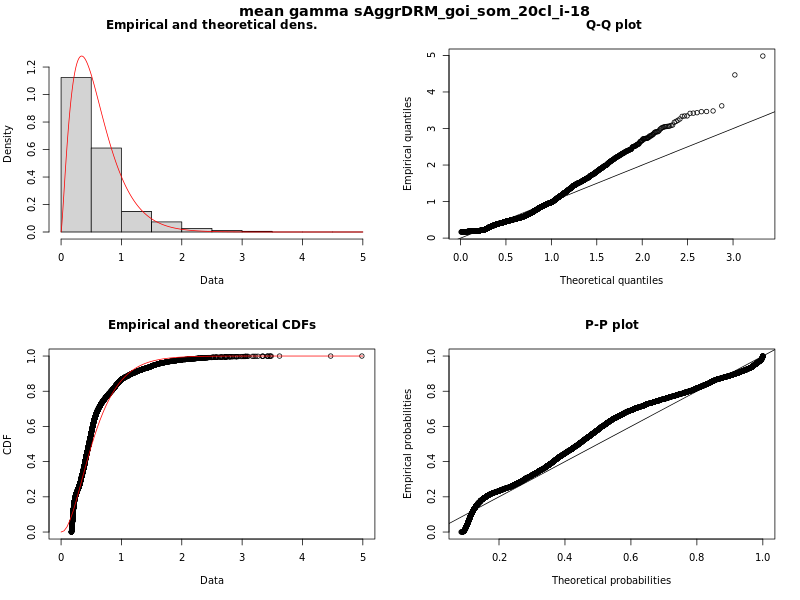 mean gamma sAggrDRM_goi_som_20cl_i-18
Empirical and theoretical dens.
Density
0.0 0.2 0.4 0.6 0.8 1.0 1.2
0 1 2 3 4 5
Data
Q-Q plot
Empirical quantiles
0 1 2 3 4 5
0.0 0.5 1.0 1.5 2.0 2.5 3.0
Theoretical quantiles
Empirical and theoretical CDFs
CDF
0.0 0.2 0.4 0.6 0.8 1.0
0 1 2 3 4 5
Data
P-P plot
Empirical probabilities
0.0 0.2 0.4 0.6 0.8 1.0
0.2 0.4 0.6 0.8 1.0
Theoretical probabilities